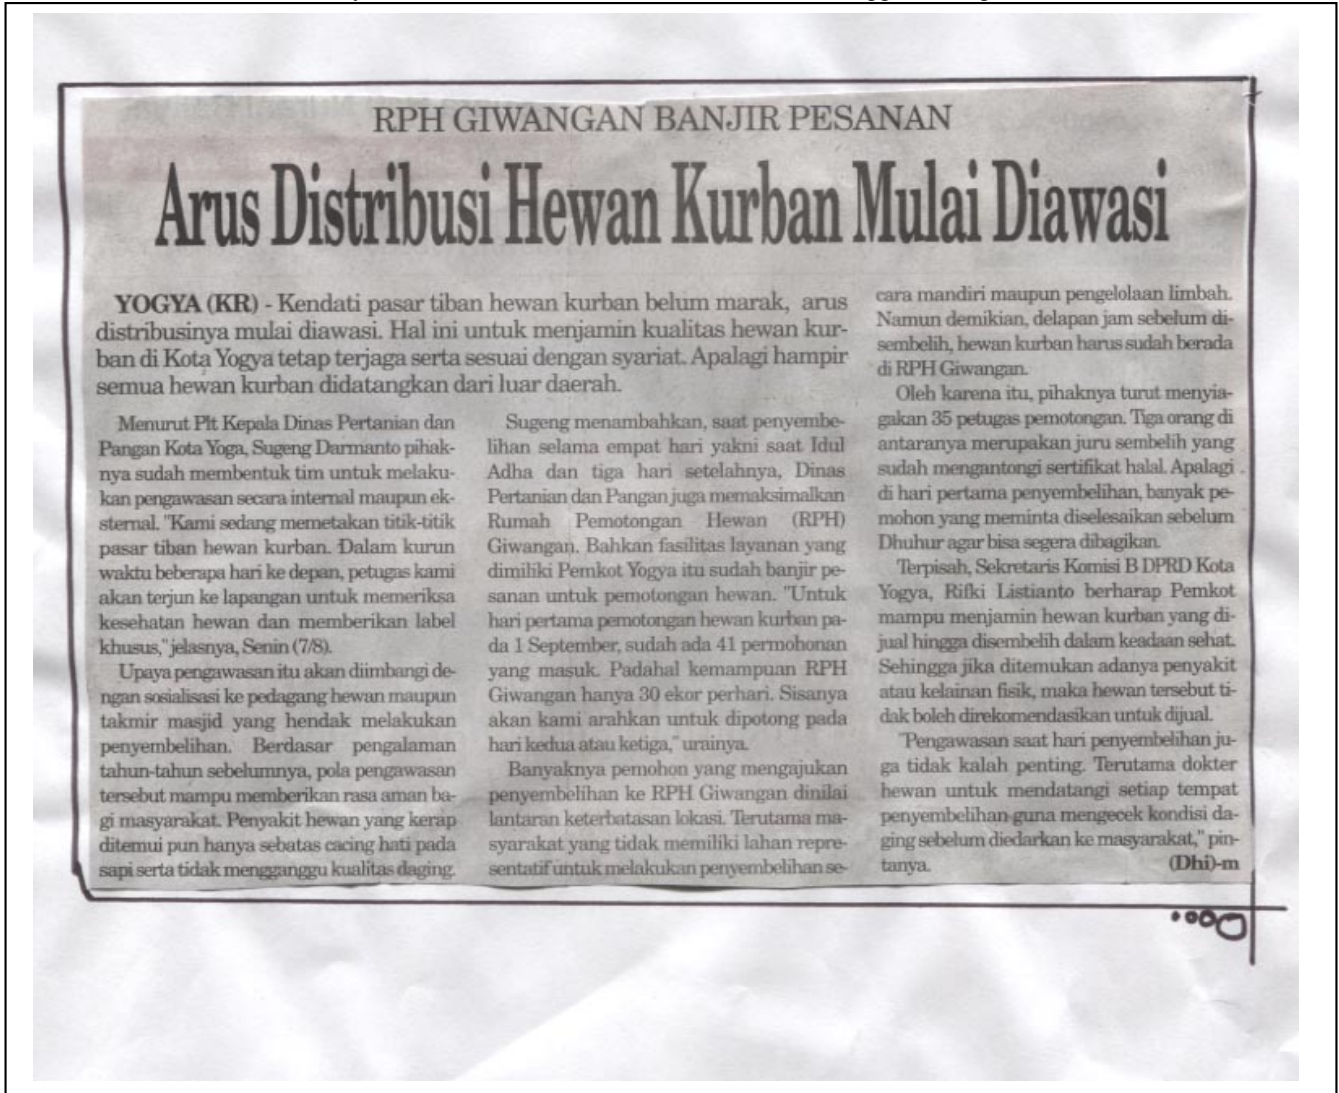 RPH GIWANGAN BANJIR PESANAN
Arus Distribusi Hewan Kurban Mulai Diawasi
YOGYA (KR) - Kendati pasar tiban hewan kurban belum marak, arus
distribusinya mulai diawasi. Hal ini untuk menjamin kualitas hewan kur-
ban di Kota Yogya tetap terjaga serta sesuai dengan syariat. Apalagi hampir
semua hewan kurban didatangkan dari luar daerah.
Menurut Plt Kepala Dinas Pertanian dan
Pangan Kota Yoga, Sugeng Darmanto pihak-
nya sudah membentuk tim untuk melaku-
kan pengawasan secara internal maupun ek-
sternal. "Kami sedang memetakan titik-titik
pasar tiban hewan kurban. Dalam kurun
waktu beberapa hari ke depan, petugas kami
akan terjun ke lapangan untuk memeriksa
kesehatan hewan dan memberikan label
khusus," jelasnya, Senin (7/8).
Upaya pengawasan itu akan diimbangi de-
ngan sosialisasi ke pedagang hewan maupun
takmir masjid yang hendak melakukan
penyembelihan. Berdasar pengalaman
tahun-tahun sebelumnya, pola pengawasan
tersebut mampu memberikan rasa aman ba-
gi masyarakat. Penyakit hewan yang kerap
ditemui pun hanya sebatas cacing hati pada
sapi serta tidak mengganggu kualitas daging.
Sugeng menambahkan, saat penyembe-
lihan selama empat hari yakni saat Idul
Adha dan tiga hari setelahnya, Dinas
Pertanian dan Pangan juga memaksimalkan
Rumah Pemotongan Hewan (RPH)
Giwangan. Bahkan fasilitas layanan yang
dimiliki Pemkot Yogya itu sudah banjir pe-
sanan untuk pemotongan hewan. "Untuk
hari pertama pemotongan hewan kurban pa-
da 1 September, sudah ada 41 permohonan
yang masuk. Padahal kemampuan RPH
Giwangan hanya 30 ekor perhari. Sisanya
akan kami arahkan untuk dipotong pada
hari kedua atau ketiga," urainya.
Banyaknya pemohon yang mengajukan
penyembelihan ke RPH Giwangan dinilai
lantaran keterbatasan lokasi. Terutama ma-
syarakat yang tidak memiliki lahan repre-
sentatif untuk melakukan penyembelihan se-
cara mandiri maupun pengelolaan limbah.
Namun demikian, delapan jam sebelum di-
sembelih, hewan kurban harus sudah berada
di RPH Giwangan.
Oleh karena itu, pihaknya turut menyia-
gakan 35 petugas pemotongan. Tiga orang di
antaranya merupakan juru sembelih yang
sudah mengantongi sertifikat halal. Apalagi
di hari pertama penyembelihan, banyak pe-
mohon yang meminta diselesaikan sebelum
Dhuhur agar bisa segera dibagikan.
Terpisah, Sekretaris Komisi B DPRD Kota
Yogya, Rifki Listianto berharap Pemkot
mampu menjamin hewan kurban yang di-
jual hingga disembelih dalam keadaan sehat.
Sehingga jika ditemukan adanya penyakit
atau kelainan fisik, maka hewan tersebut ti-
dak boleh direkomendasikan untuk dijual.
"Pengawasan saat hari penyembelihan ju-
ga tidak kalah penting. Terutama dokter
hewan untuk mendatangi setiap tempat
penyembelihan guna mengecek kondisi da-
ging sebelum diedarkan ke masyarakat," pin-
tanya. (Dhi)-m